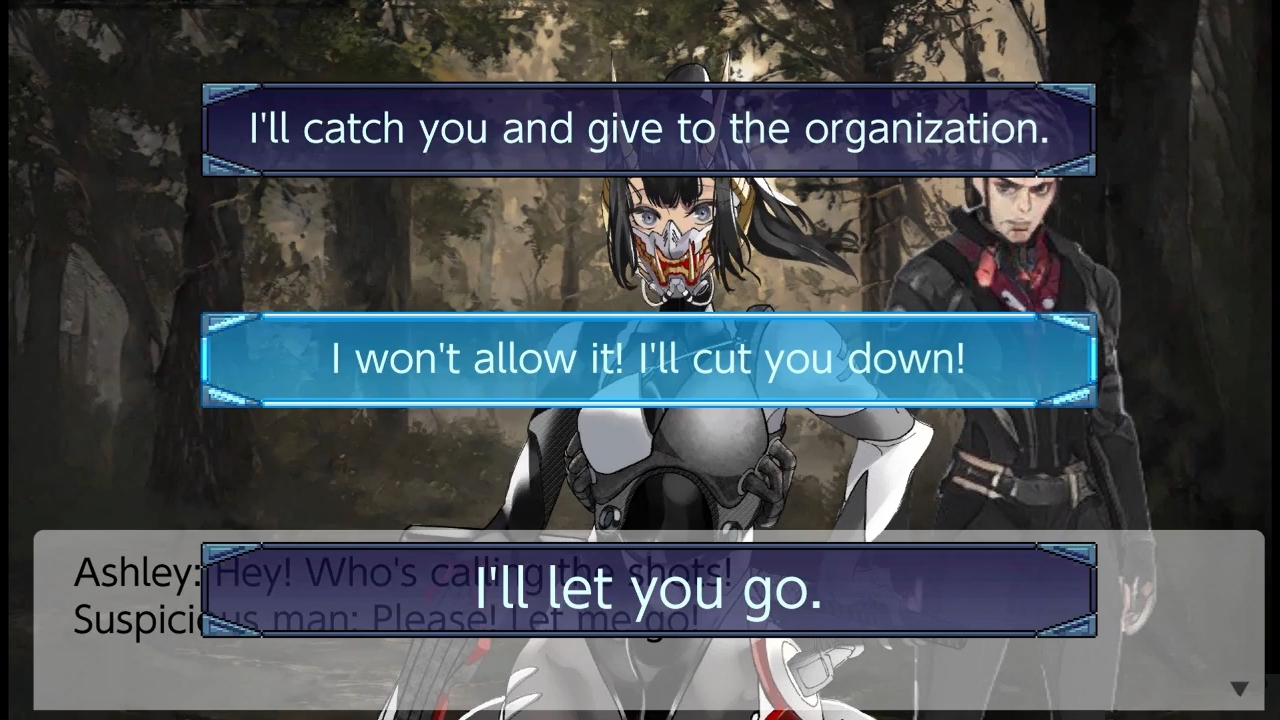 I'll catch you and give to the organization.
I won't allow it! I'll cut you down!
I'll let you go.
Ashley: Hey! Who's calling the shots!
Suspicious man: Please! Let me go!